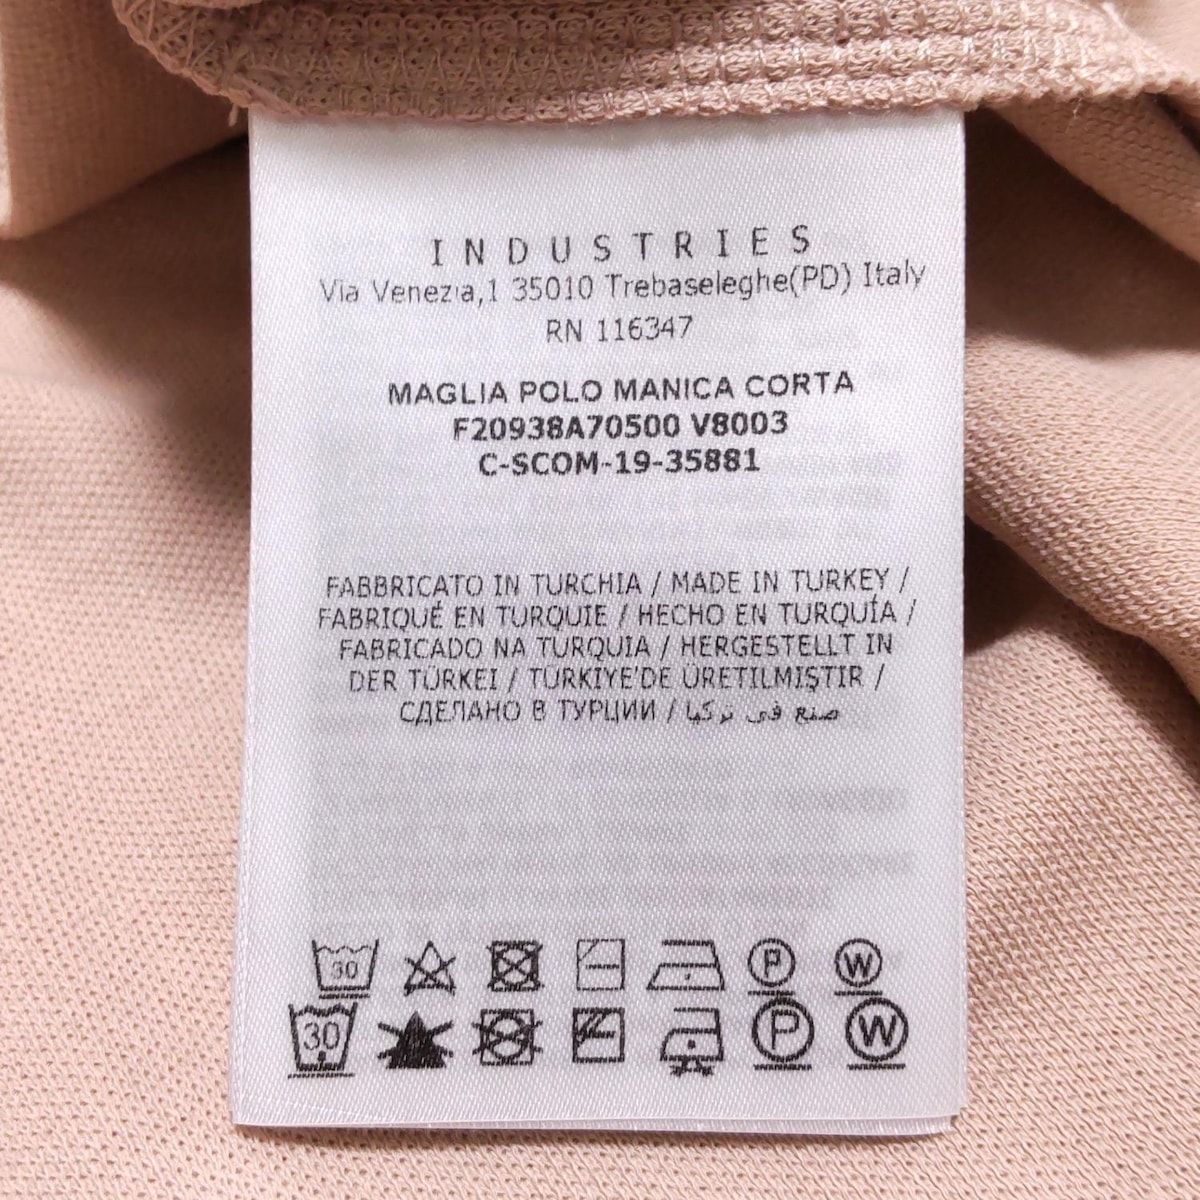 INDUSTRIES
Via Venezia,1 35010 Trebaseleghe(PD) Italy
RN 116347
MAGLIA POLO MANICA CORTA
F20938A70500 V8003
C-SCOM-19-35881
FABBRICATO IN TURCHIA / MADE IN TURKEY /
FABRIQUÉ EN TURQUIE / HECHO EN TURQUÍA /
FABRICADO NA TURQUIA / HERGESTELLT IN
DER TÜRKEI / TÜRKIYE'DE ÜRETILMIŞTIR /
СДЕЛАНО В ТУРЦИИ / صنع في تركيا
30 P W
30 P W